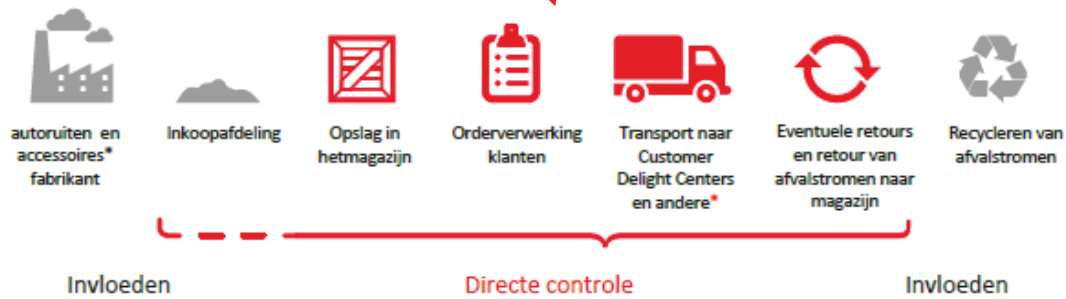 autoruiten en
accessoires*
fabrikant
Inkoopafdeling
Opslag in
hetmagazijn
Orderverwerking
klanten
Transport naar
Customer
Delight Centers
en andere*
Eventuele retours
en retour van
afvalstromen naar
magazijn
Recycleren van
afvalstromen
Invloeden
Directe controle
Invloeden